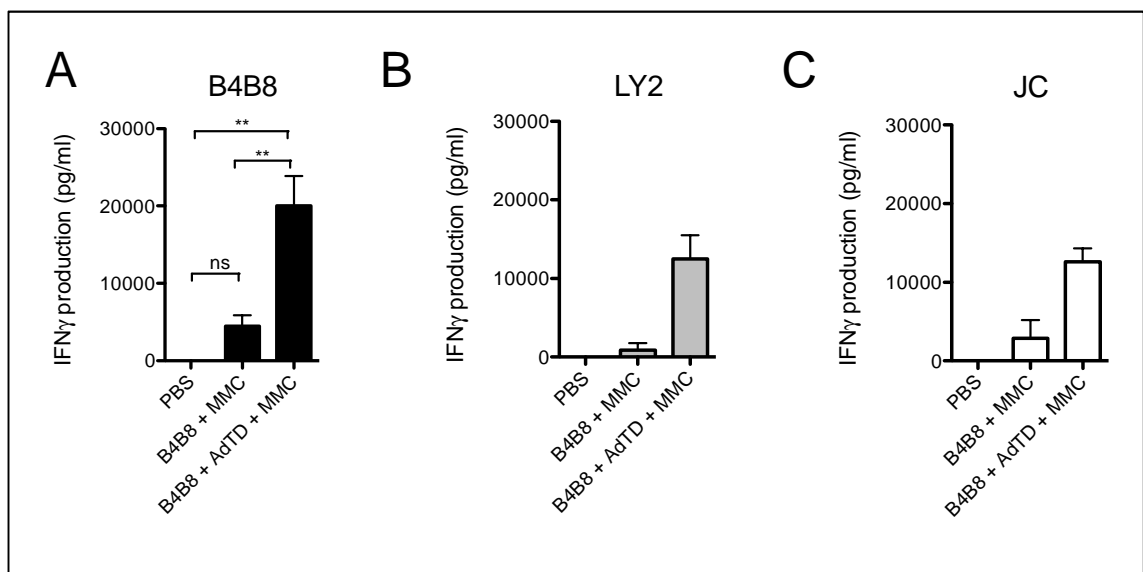 A
B4B8
IFNγ production (pg/ml)
30000
20000
10000
0
**
**
ns
PBS
B4B8 + MMC
B4B8 + AdTD + MMC
B
LY2
IFNγ production (pg/ml)
30000
20000
10000
0
PBS
B4B8 + MMC
B4B8 + AdTD + MMC
C
JC
IFNγ production (pg/ml)
30000
20000
10000
0
PBS
B4B8 + MMC
B4B8 + AdTD + MMC